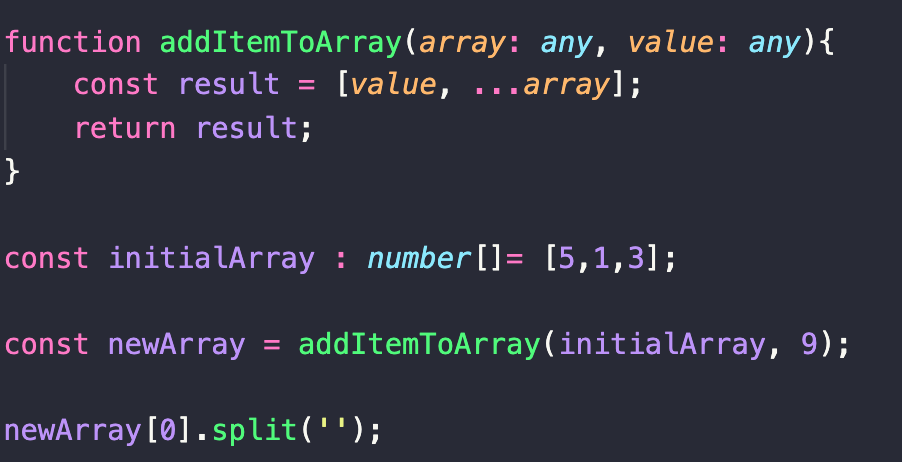 function addItemToArray(array: any, value: any){
    const result = [value, ...array];
    return result;
}
const initialArray : number[]= [5,1,3];
const newArray = addItemToArray(initialArray, 9);
newArray[0].split('');